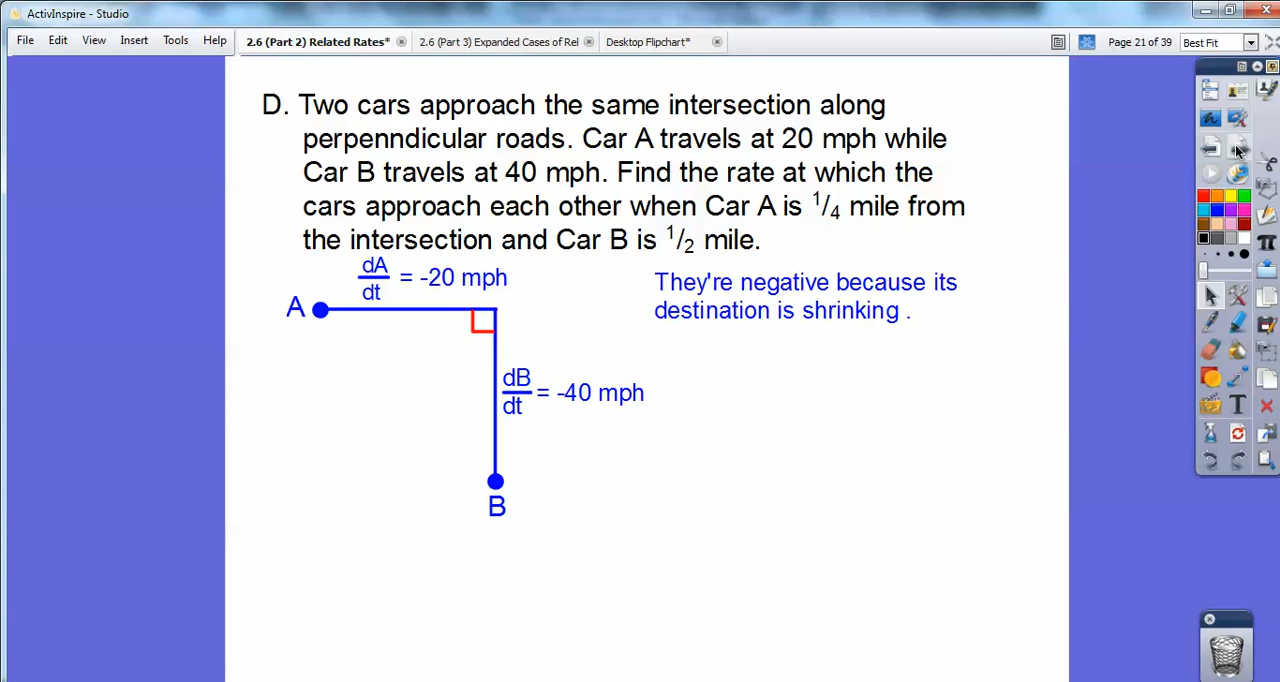 ActivInspire - Studio
File Edit View Insert Tools Help
2.6 (Part 2) Related Rates* 2.6 (Part 3) Expanded Cases of Rel Desktop Flipchart* Page 21 of 39 Best Fit
D. Two cars approach the same intersection along
perpenndicular roads. Car A travels at 20 mph while
Car B travels at 40 mph. Find the rate at which the
cars approach each other when Car A is 1/4 mile from
the intersection and Car B is 1/2 mile.
dA/dt = -20 mph
They're negative because its
destination is shrinking .
A
dB/dt = -40 mph
B